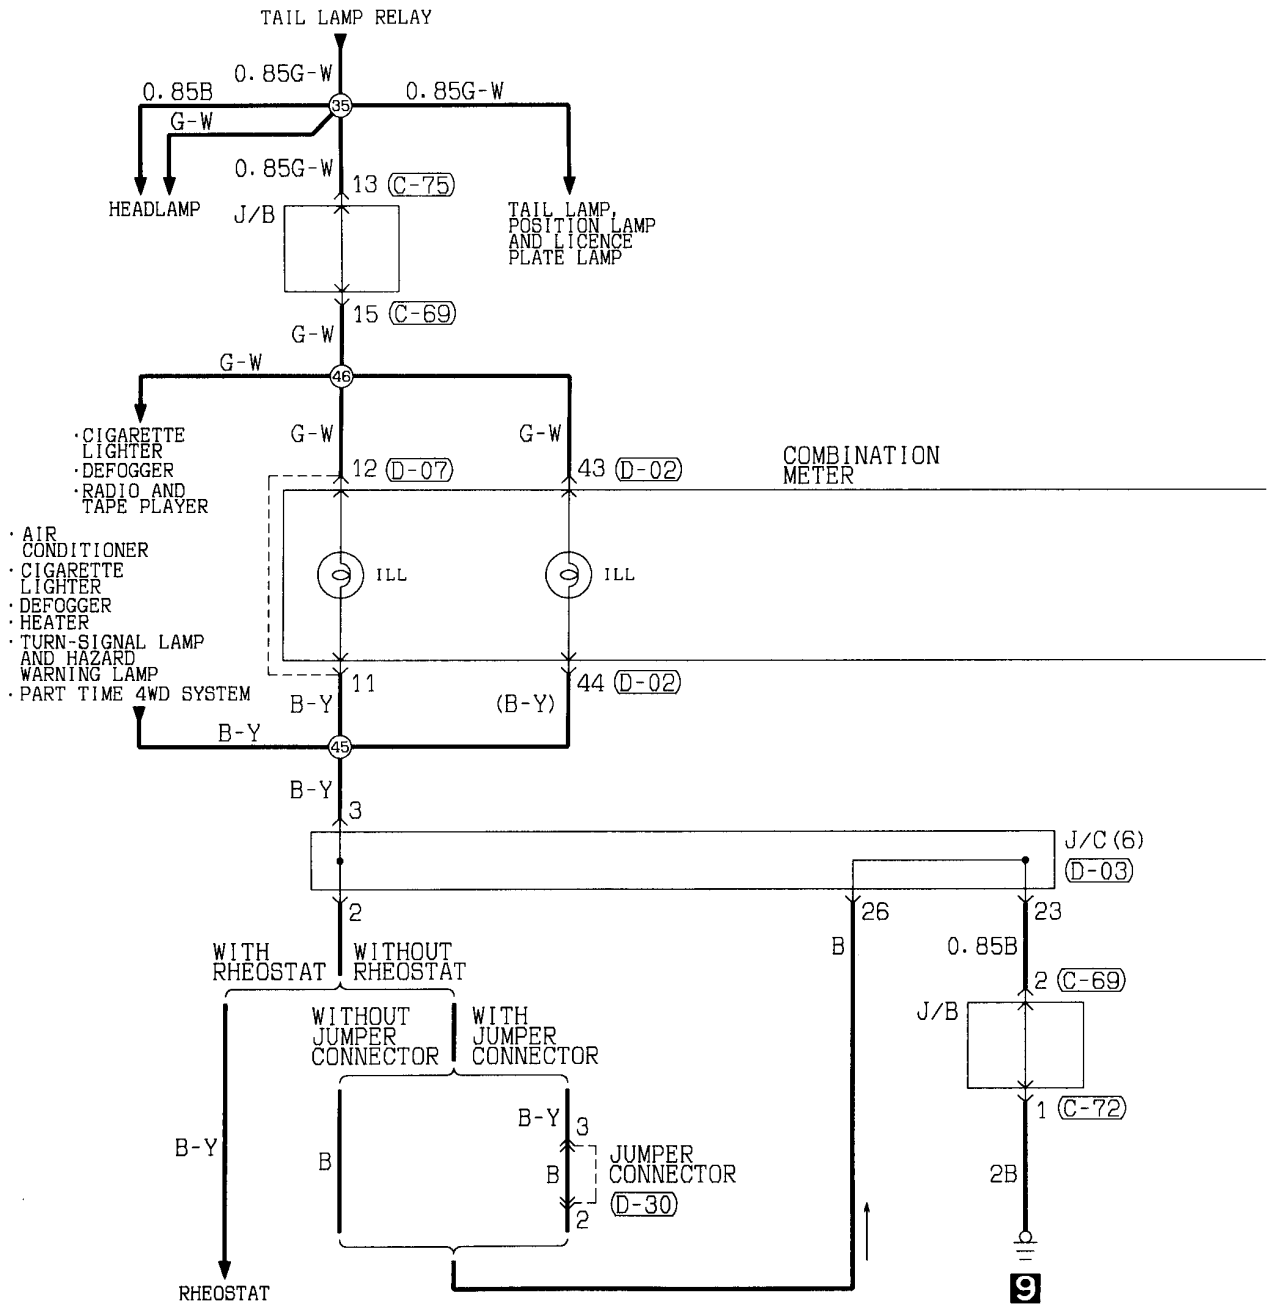 TAIL LAMP RELAY
0.85G-W
0.85B
35
0.85G-W
G-W
0.85G-W
13 (C-75)
HEADLAMP
J/B
TAIL LAMP,
POSITION LAMP
AND LICENCE
PLATE LAMP
15 (C-69)
G-W
G-W
46
·CIGARETTE
LIGHTER
·DEFOGGER
·RADIO AND
TAPE PLAYER
G-W
G-W
12 (D-07)
43 (D-02)
COMBINATION
METER
·AIR
CONDITIONER
·CIGARETTE
LIGHTER
·DEFOGGER
·HEATER
·TURN-SIGNAL LAMP
AND HAZARD
WARNING LAMP
·PART TIME 4WD SYSTEM
ILL
ILL
11
44 (D-02)
B-Y
(B-Y)
B-Y
45
B-Y
3
J/C(6)
(D-03)
2
26
23
WITH
RHEOSTAT
WITHOUT
RHEOSTAT
B
0.85B
2 (C-69)
J/B
WITHOUT
JUMPER
CONNECTOR
WITH
JUMPER
CONNECTOR
1 (C-72)
B-Y
B
B-Y
3
B
2
JUMPER
CONNECTOR
(D-30)
2B
RHEOSTAT
9